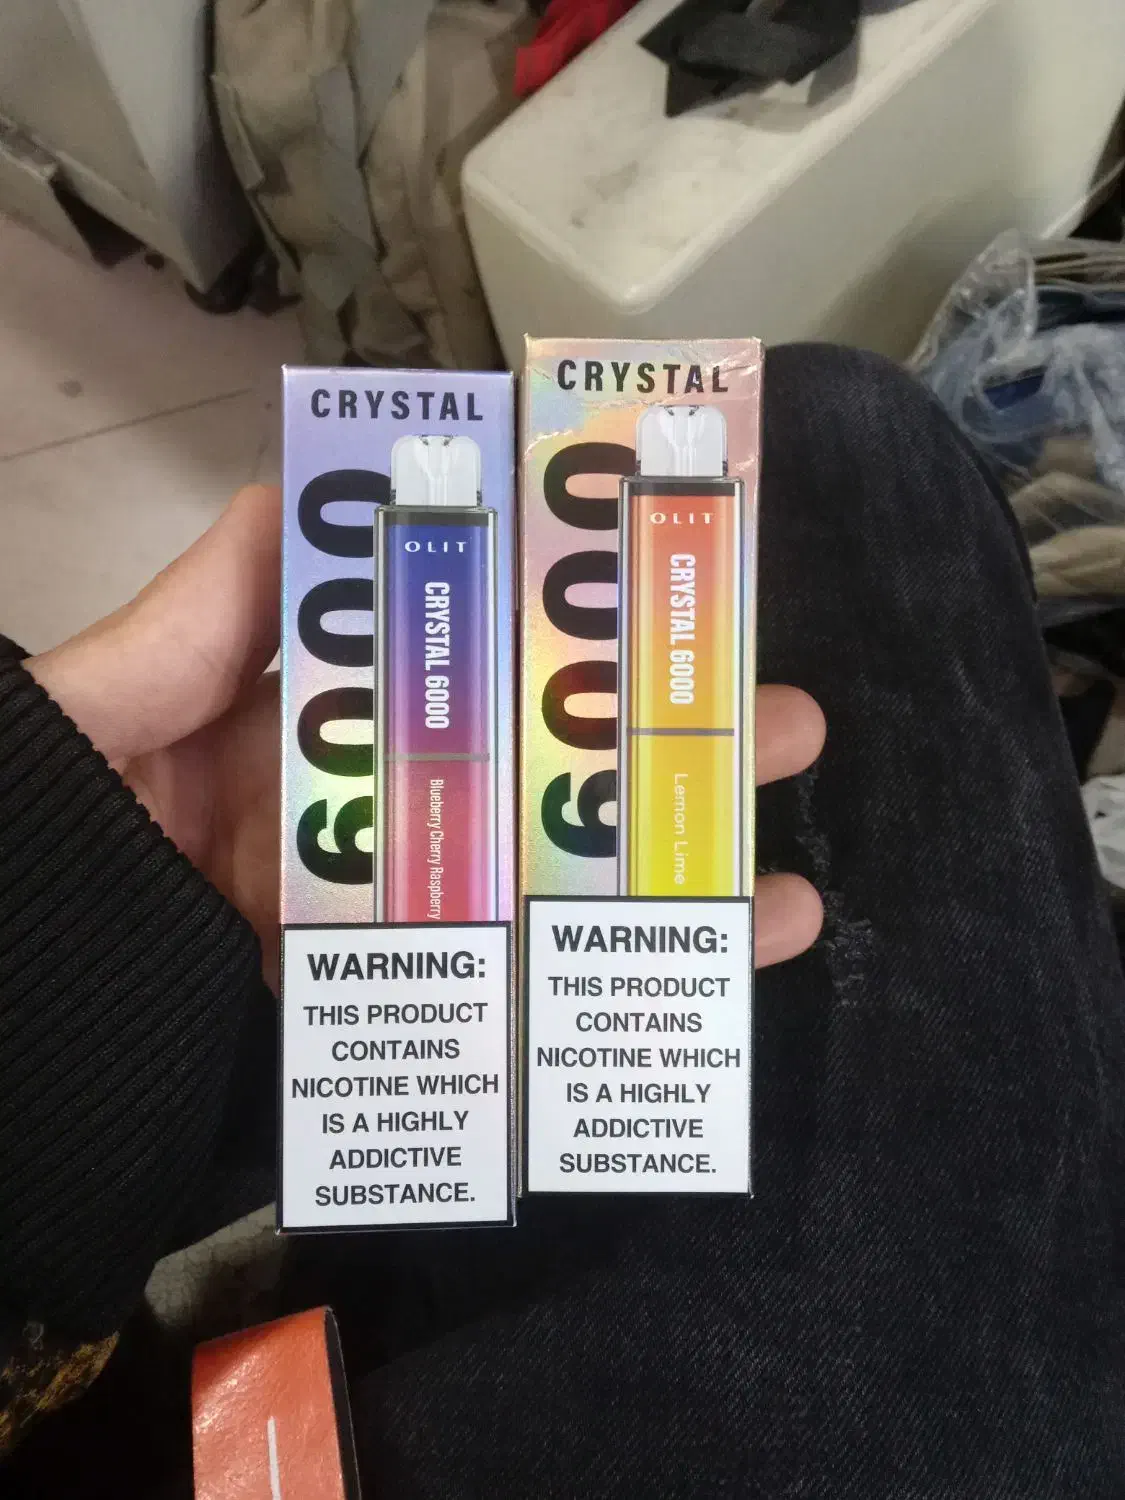 CRYSTAL
6000
OLIT
CRYSTAL 6000
Blueberry Cherry Raspberry
WARNING:
THIS PRODUCT
CONTAINS
NICOTINE WHICH
IS A HIGHLY
ADDICTIVE
SUBSTANCE.
CRYSTAL
6000
OLIT
CRYSTAL 6000
Lemon Lime
WARNING:
THIS PRODUCT
CONTAINS
NICOTINE WHICH
IS A HIGHLY
ADDICTIVE
SUBSTANCE.